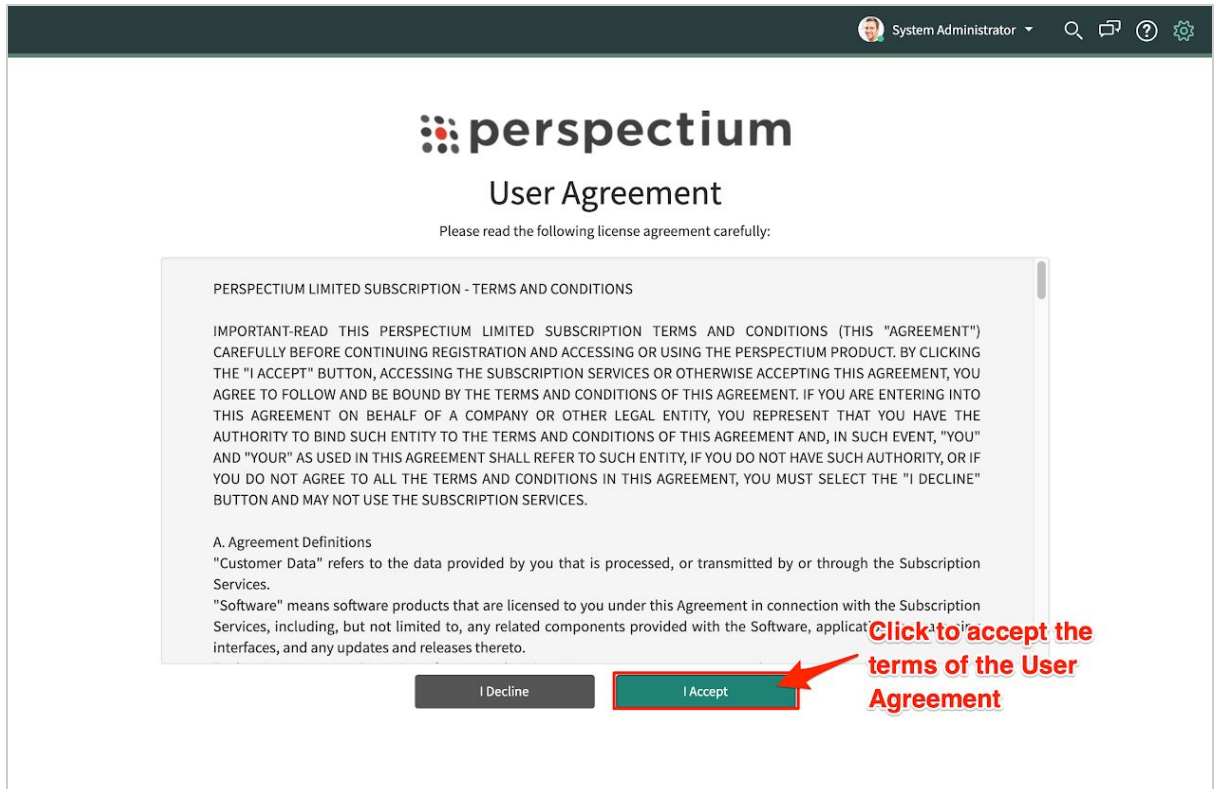 System Administrator
perspectium
User Agreement
Please read the following license agreement carefully:
PERSPECTIUM LIMITED SUBSCRIPTION - TERMS AND CONDITIONS
IMPORTANT-READ THIS PERSPECTIUM LIMITED SUBSCRIPTION TERMS AND CONDITIONS (THIS "AGREEMENT")
CAREFULLY BEFORE CONTINUING REGISTRATION AND ACCESSING OR USING THE PERSPECTIUM PRODUCT. BY CLICKING
THE "I ACCEPT" BUTTON, ACCESSING THE SUBSCRIPTION SERVICES OR OTHERWISE ACCEPTING THIS AGREEMENT, YOU
AGREE TO FOLLOW AND BE BOUND BY THE TERMS AND CONDITIONS OF THIS AGREEMENT. IF YOU ARE ENTERING INTO
THIS AGREEMENT ON BEHALF OF A COMPANY OR OTHER LEGAL ENTITY, YOU REPRESENT THAT YOU HAVE THE
AUTHORITY TO BIND SUCH ENTITY TO THE TERMS AND CONDITIONS OF THIS AGREEMENT AND, IN SUCH EVENT, "YOU"
AND "YOUR" AS USED IN THIS AGREEMENT SHALL REFER TO SUCH ENTITY, IF YOU DO NOT HAVE SUCH AUTHORITY, OR IF
YOU DO NOT AGREE TO ALL THE TERMS AND CONDITIONS IN THIS AGREEMENT, YOU MUST SELECT THE "I DECLINE"
BUTTON AND MAY NOT USE THE SUBSCRIPTION SERVICES.
A. Agreement Definitions
"Customer Data" refers to the data provided by you that is processed, or transmitted by or through the Subscription
Services.
"Software" means software products that are licensed to you under this Agreement in connection with the Subscription
Services, including, but not limited to, any related components provided with the Software,
interfaces, and any updates and releases thereto.
Click to accept the
terms of the User
Agreement
I Decline
I Accept